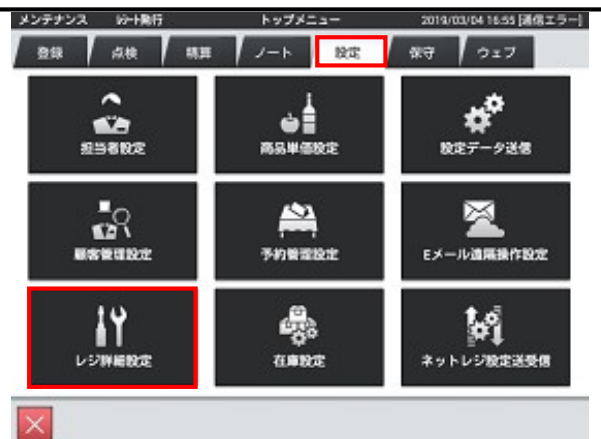 メンテナンス ﾚｼｰﾄ発行 トップメニュー 2019/03/04 16:55 [通信エラー]
登録 点検 精算 ノート 設定 保守 ウェブ
担当者設定 商品単価設定 設定データ送信
顧客管理設定 予約管理設定 Eメール遠隔操作設定
レジ詳細設定 在庫設定 ネットレジ設定送受信